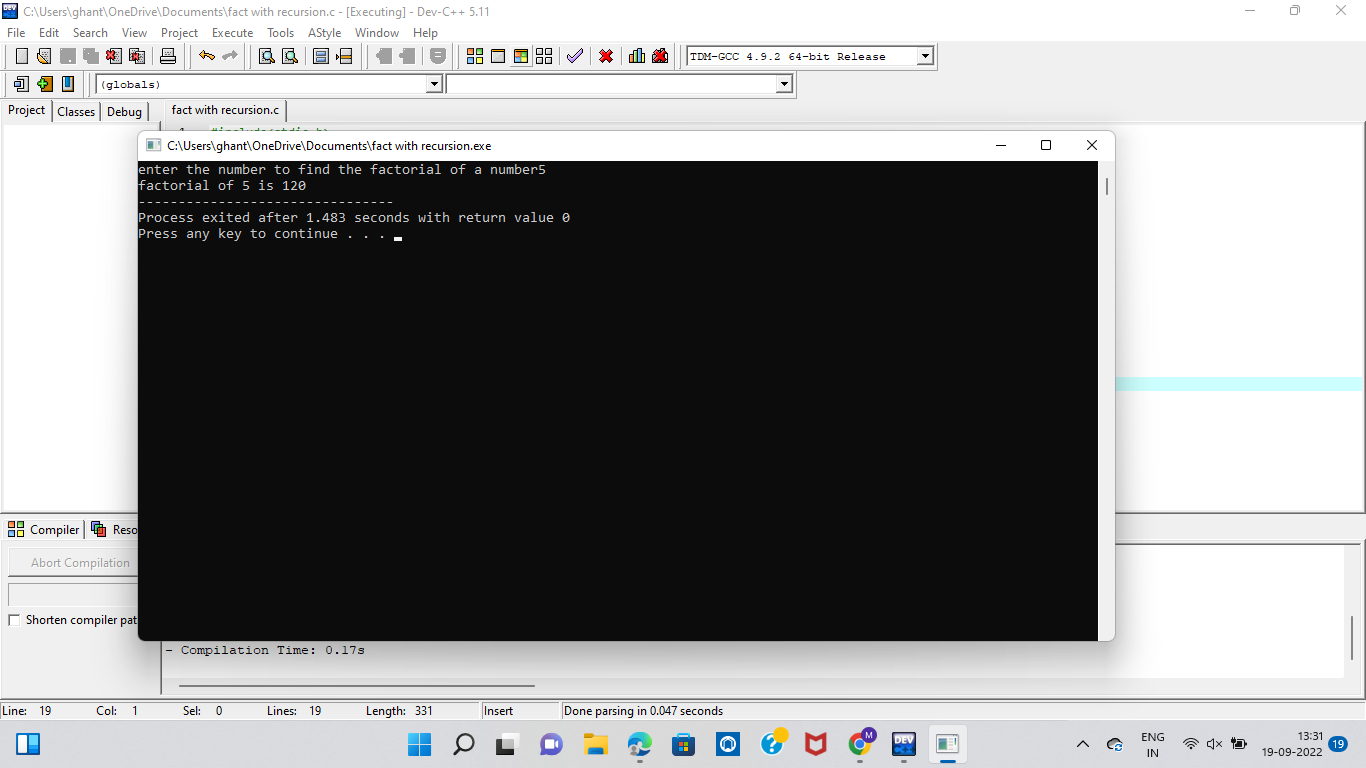 C:\Users\ghant\OneDrive\Documents\fact with recursion.c - [Executing] - Dev-C++ 5.11
File Edit Search View Project Execute Tools AStyle Window Help
TDM-GCC 4.9.2 64-bit Release
(globals)
Project Classes Debug fact with recursion.c
C:\Users\ghant\OneDrive\Documents\fact with recursion.exe
enter the number to find the factorial of a number5
factorial of 5 is 120
--------------------------------
Process exited after 1.483 seconds with return value 0
Press any key to continue . . .
Compiler Reso
Abort Compilation
Shorten compiler pat
- Compilation Time: 0.17s
Line: 19 Col: 1 Sel: 0 Lines: 19 Length: 331 Insert Done parsing in 0.047 seconds
M
DEV
ENG
IN
13:31
19-09-2022
19